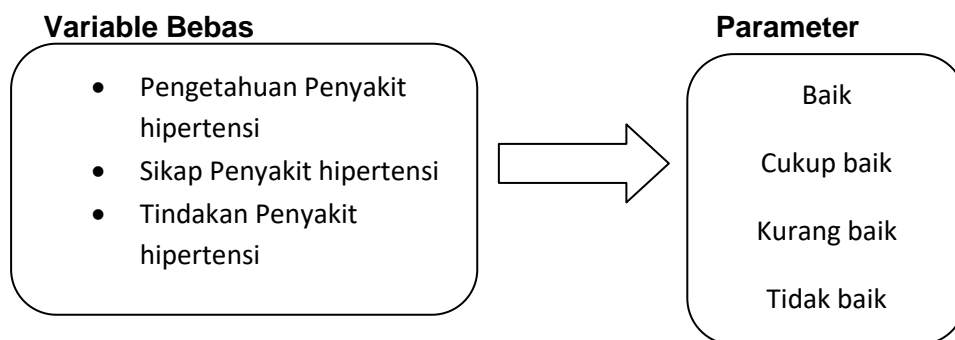 Variable Bebas
• Pengetahuan Penyakit
hipertensi
• Sikap Penyakit hipertensi
• Tindakan Penyakit
hipertensi
Parameter
Baik
Cukup baik
Kurang baik
Tidak baik